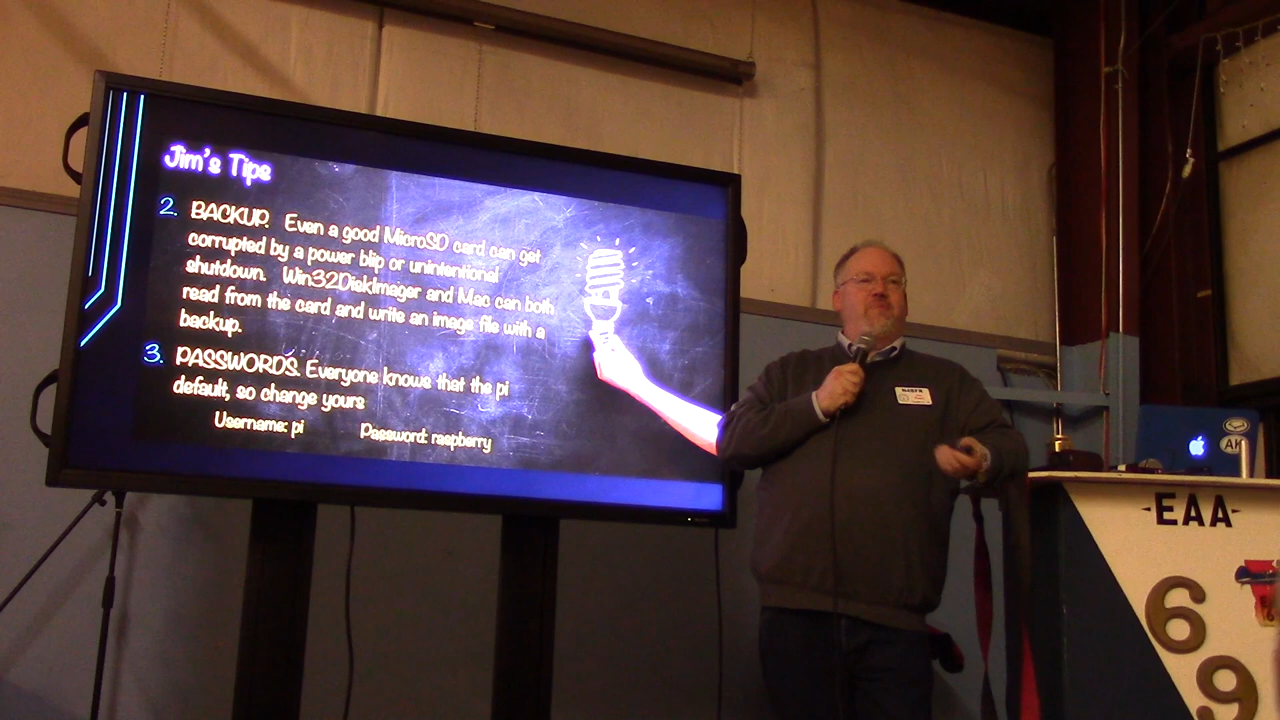 Jim's Tips
2. BACKUP. Even a good MicroSD card can get
corrupted by a power blip or unintentional
shutdown. Win32DiskImager and Mac can both
read from the card and write an image file with a
backup.
3. PASSWORDS. Everyone knows that the pi
default, so change yours
Username: pi Password: raspberry
AK
-EAA-
6
9